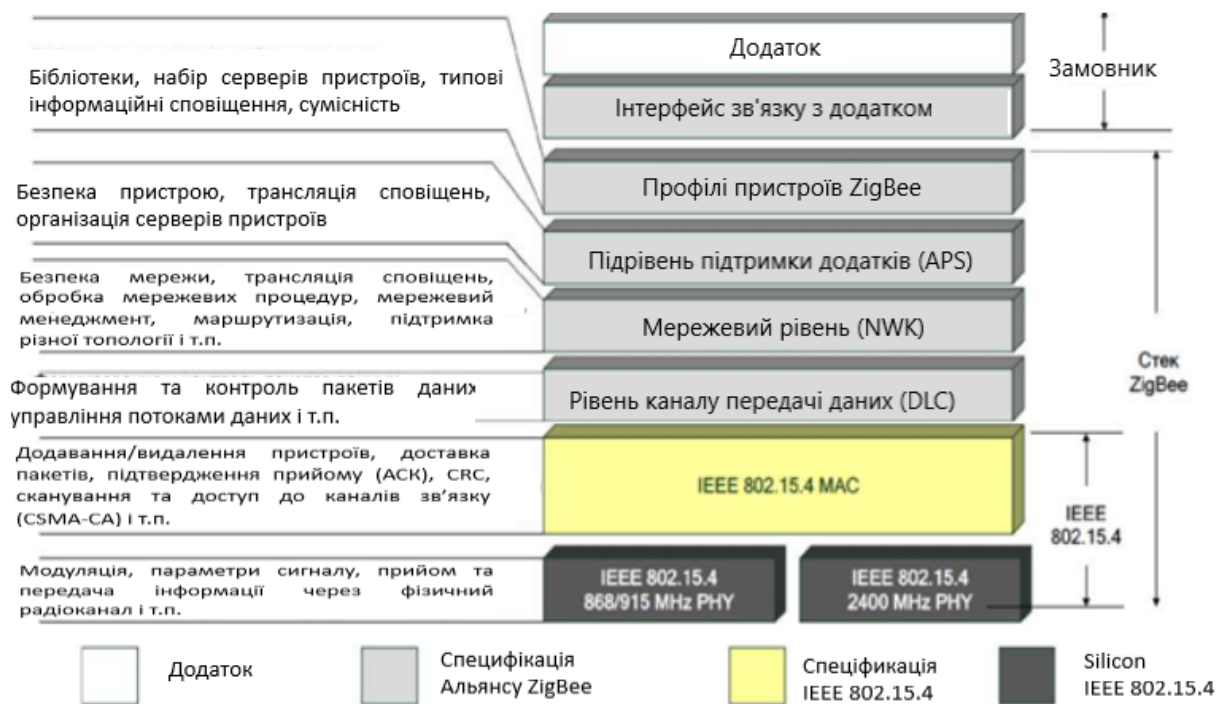 Додаток
Замовник
Бібліотеки, набір серверів пристроїв, типові
інформаційні сповіщення, сумісність
Інтерфейс зв'язку з додатком
Профілі пристроїв ZigBee
Безпека пристрою, трансляція сповіщень,
організація серверів пристроїв
Підрівень підтримки додатків (APS)
Безпека мережи, трансляція сповіщень,
обробка мережевих процедур, мережевий
менеджмент, маршрутизація, підтримка
різної топології і т.п.
Мережевий рівень (NWK)
Стек
ZigBee
Формування та контроль пакетів даних
управління потоками даних і т.п.
Рівень каналу передачі даних (DLC)
Додавання/видалення пристроїв, доставка
пакетів, підтвердження прийому (АСК), CRC,
сканування та доступ до каналів зв'язку
(CSMA-CA) і т.п.
IEEE 802.15.4 MAC
IEEE
802.15.4
Модуляція, параметри сигналу, прийом та
передача інформації через фізичний
радіоканал і т.п.
IEEE 802.15.4
868/915 MHz PHY
IEEE 802.15.4
2400 MHz PHY
Додаток
Специфікація
Альянсу ZigBee
Спеціфикація
IEEE 802.15.4
Silicon
IEEE 802.15.4